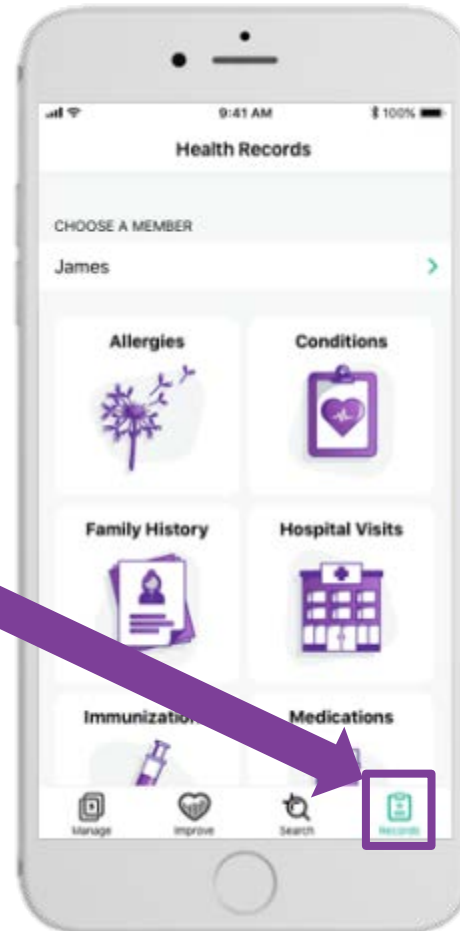 9:41 AM
100%
Health Records
CHOOSE A MEMBER
James
Allergies
Conditions
Family History
Hospital Visits
Medications
Manage
Improve
Search
Records